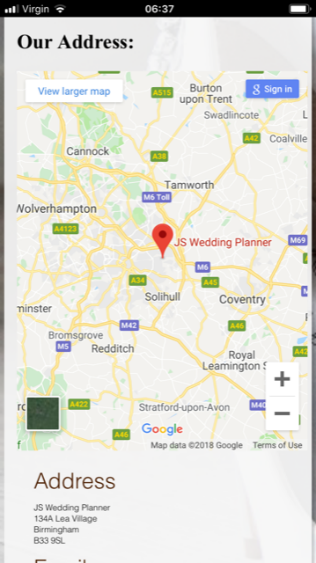 Virgin 06:37
Our Address:
View larger map
Sign in
A515
Burton
upon Trent
Swadlincote
A42
Coalville
A38
Cannock
Tamworth
M6 Toll
Wolverhampton
A4123
JS Wedding Planner
M69
M6
A34
A45
Solihull
Coventry
minster
M42
A46
Bromsgrove
M5
Redditch
Royal
Leamington S
A422
Stratford-upon-Avon
M40
A46
Google
Map data ©2018 Google Terms of Use
Address
JS Wedding Planner
134A Lea Village
Birmingham
B33 9SL